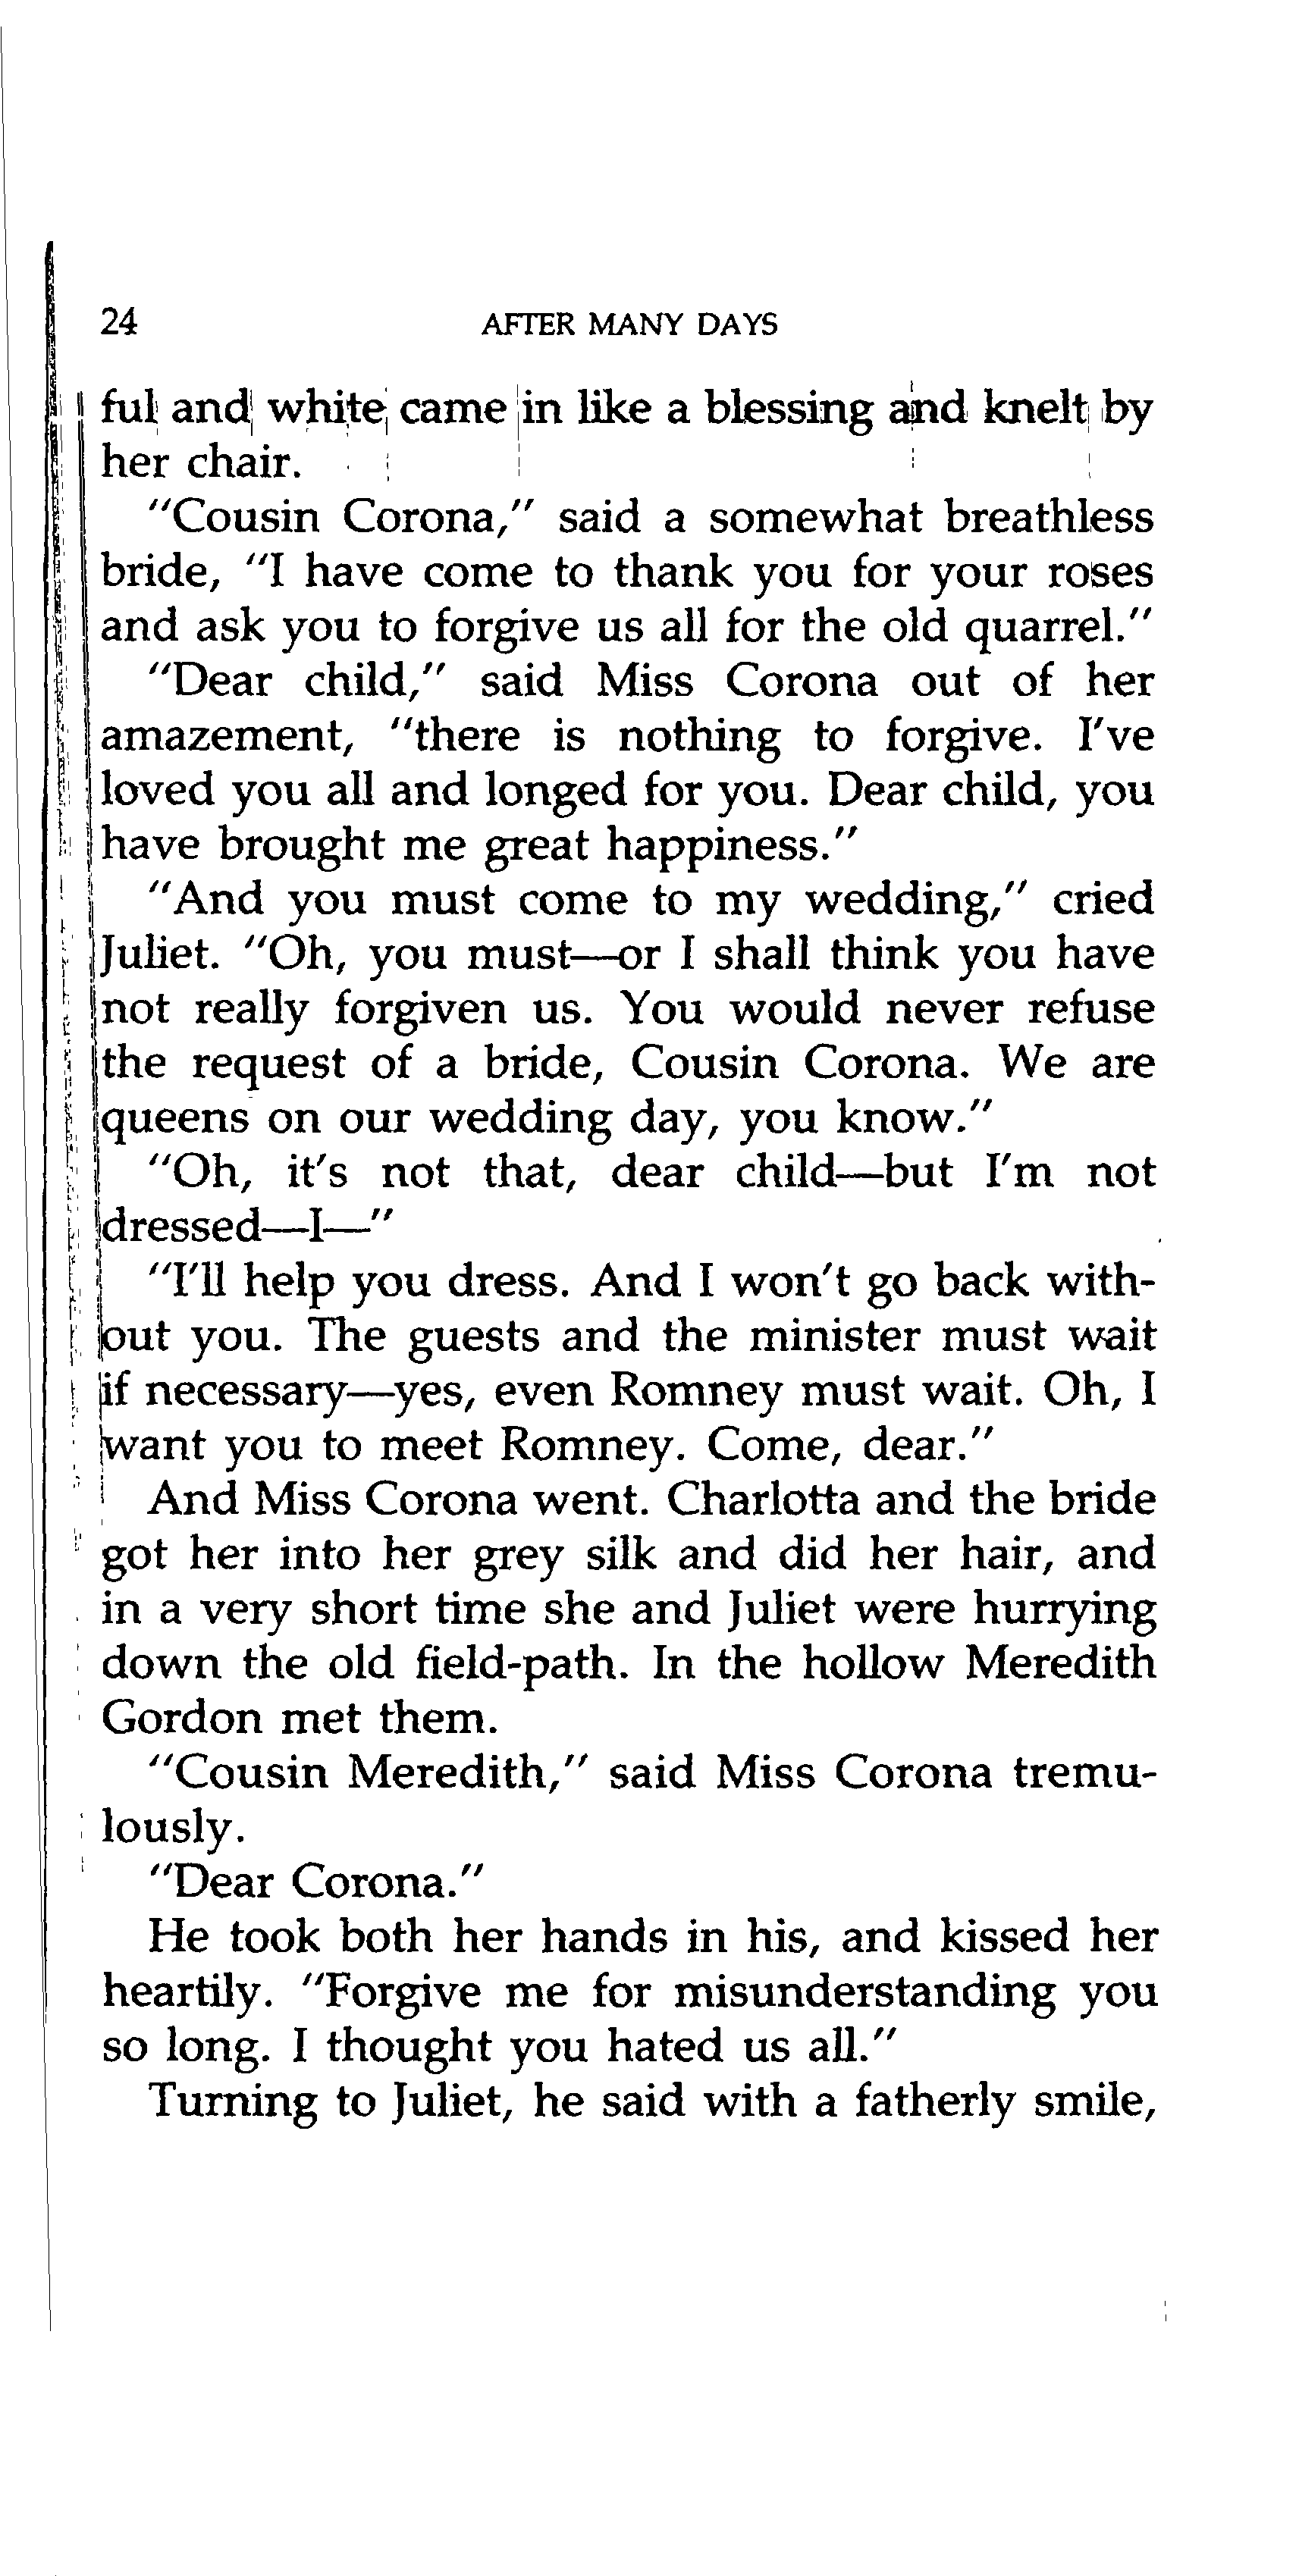 24 AFTER MANY DAYS
ful and white came in like a blessing and knelt by
her chair.
"Cousin Corona," said a somewhat breathless
bride, "I have come to thank you for your roses
and ask you to forgive us all for the old quarrel."
"Dear child," said Miss Corona out of her
amazement, "there is nothing to forgive. I've
loved you all and longed for you. Dear child, you
have brought me great happiness."
"And you must come to my wedding," cried
Juliet. "Oh, you must—or I shall think you have
not really forgiven us. You would never refuse
the request of a bride, Cousin Corona. We are
queens on our wedding day, you know."
"Oh, it's not that, dear child—but I'm not
dressed—I—"
"I'll help you dress. And I won't go back with-
out you. The guests and the minister must wait
if necessary—yes, even Romney must wait. Oh, I
want you to meet Romney. Come, dear."
And Miss Corona went. Charlotta and the bride
got her into her grey silk and did her hair, and
in a very short time she and Juliet were hurrying
down the old field-path. In the hollow Meredith
Gordon met them.
"Cousin Meredith," said Miss Corona tremu-
lously.
"Dear Corona."
He took both her hands in his, and kissed her
heartily. "Forgive me for misunderstanding you
so long. I thought you hated us all."
Turning to Juliet, he said with a fatherly smile,